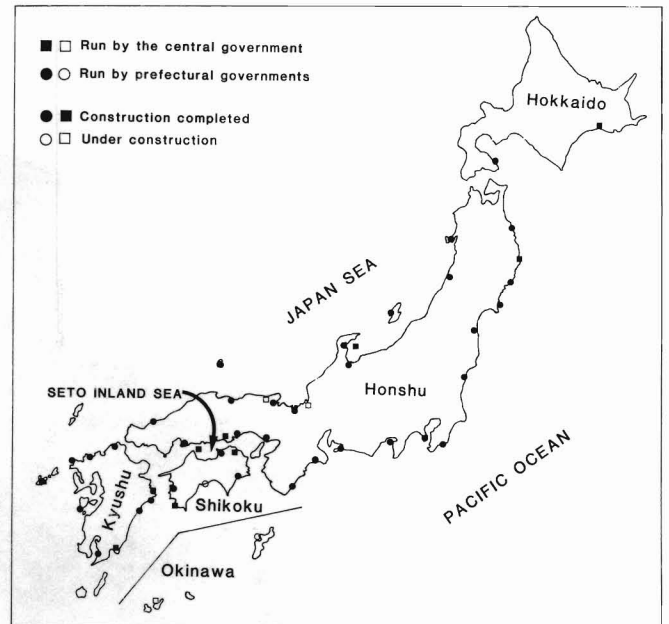 Run by the central government
Run by prefectural governments
Construction completed
Under construction
Hokkaido
JAPAN SEA
Honshu
SETO INLAND SEA
PACIFIC OCEAN
Kyushu
Shikoku
Okinawa